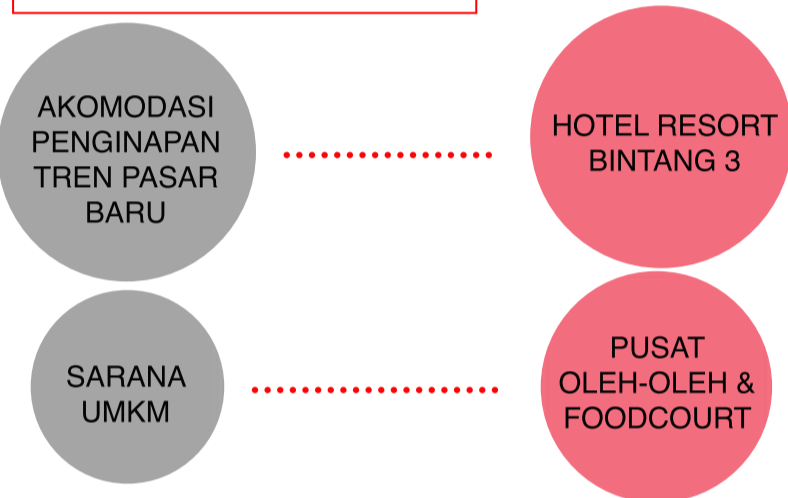 AKOMODASI
PENGINAPAN
TREN PASAR
BARU
HOTEL RESORT
BINTANG 3
SARANA
UMKM
PUSAT
OLEH-OLEH &
FOODCOURT